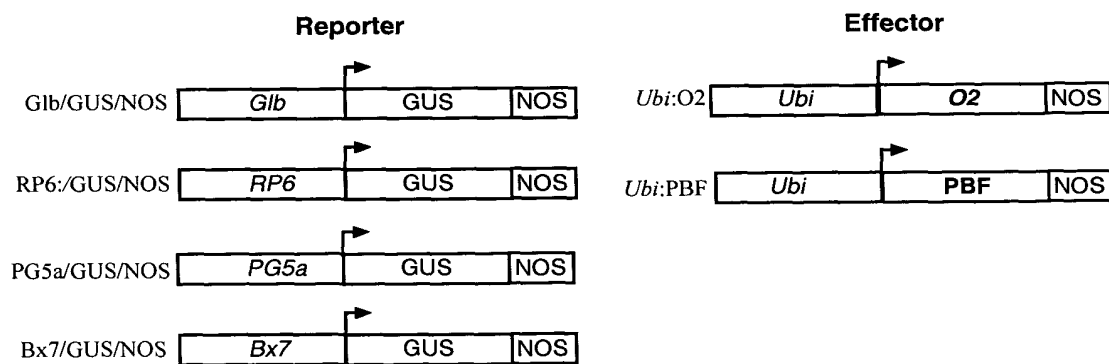 Reporter
Glb/GUS/NOS Glb GUS NOS
RP6:/GUS/NOS RP6 GUS NOS
PG5a/GUS/NOS PG5a GUS NOS
Bx7/GUS/NOS Bx7 GUS NOS
Effector
Ubi:O2 Ubi O2 NOS
Ubi:PBF Ubi PBF NOS